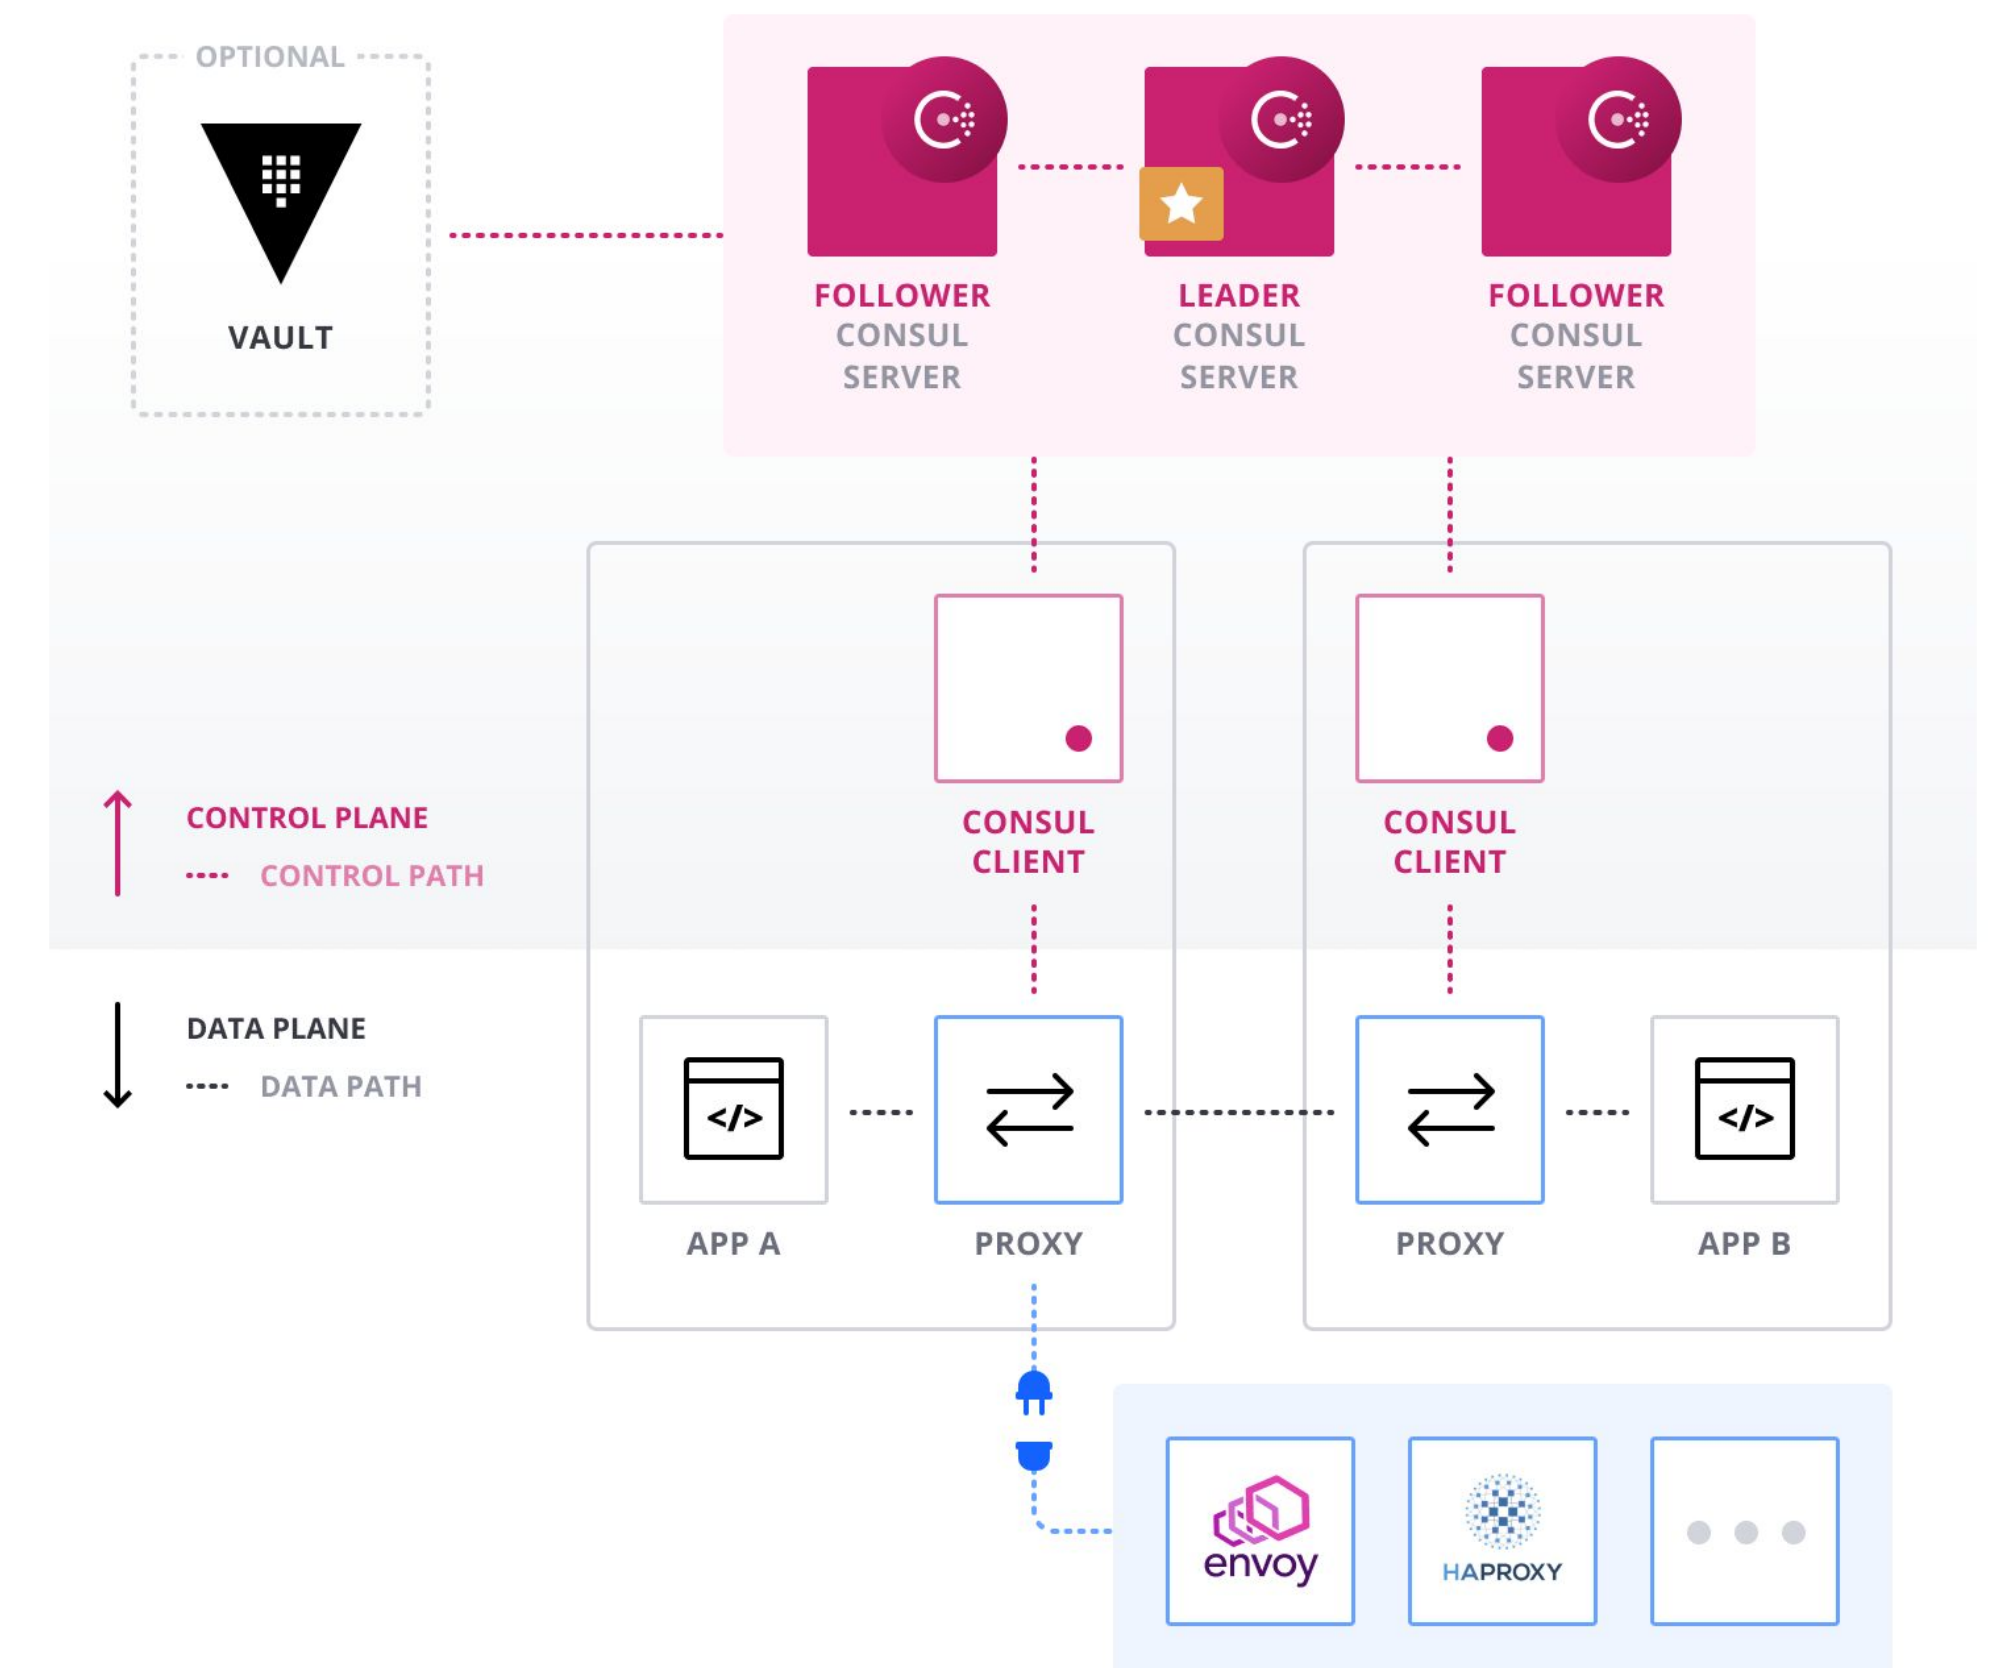 OPTIONAL
VAULT
FOLLOWER
CONSUL
SERVER
LEADER
CONSUL
SERVER
FOLLOWER
CONSUL
SERVER
CONSUL
CLIENT
CONSUL
CLIENT
CONTROL PLANE
CONTROL PATH
DATA PLANE
DATA PATH
</>
APP A
PROXY
PROXY
</>
APP B
envoy
HAPROXY